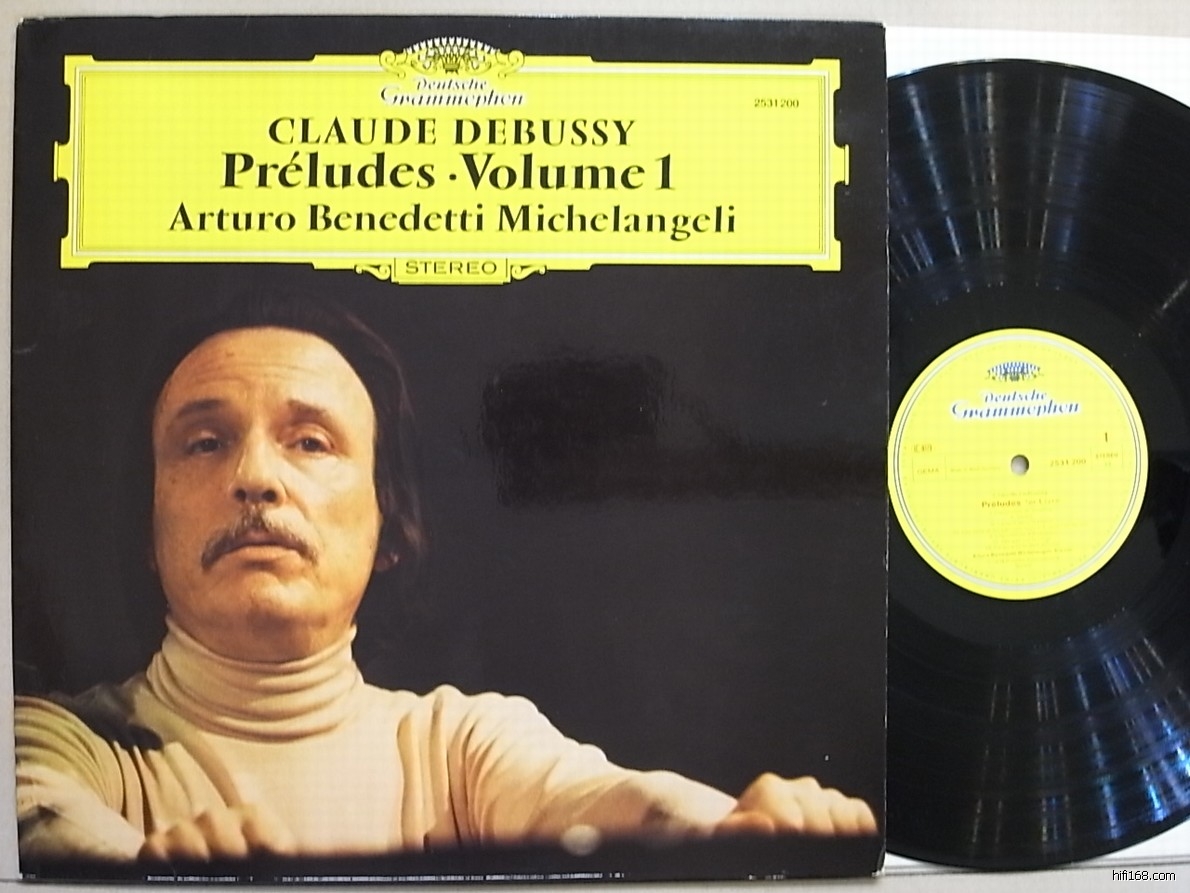 Deutsche
Grammophon
2531 200
CLAUDE DEBUSSY
Préludes · Volume 1
Arturo Benedetti Michelangeli
STEREO
Deutsche
Grammophon
1
2531 200
Préludes
hifi168.com